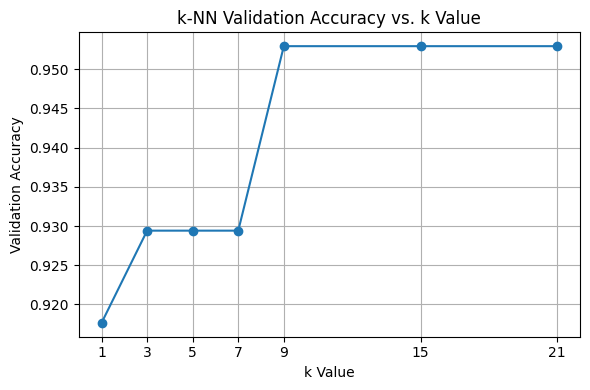 k-NN Validation Accuracy vs. k Value
Validation Accuracy
0.950
0.945
0.940
0.935
0.930
0.925
0.920
1 3 5 7 9 15 21
k Value